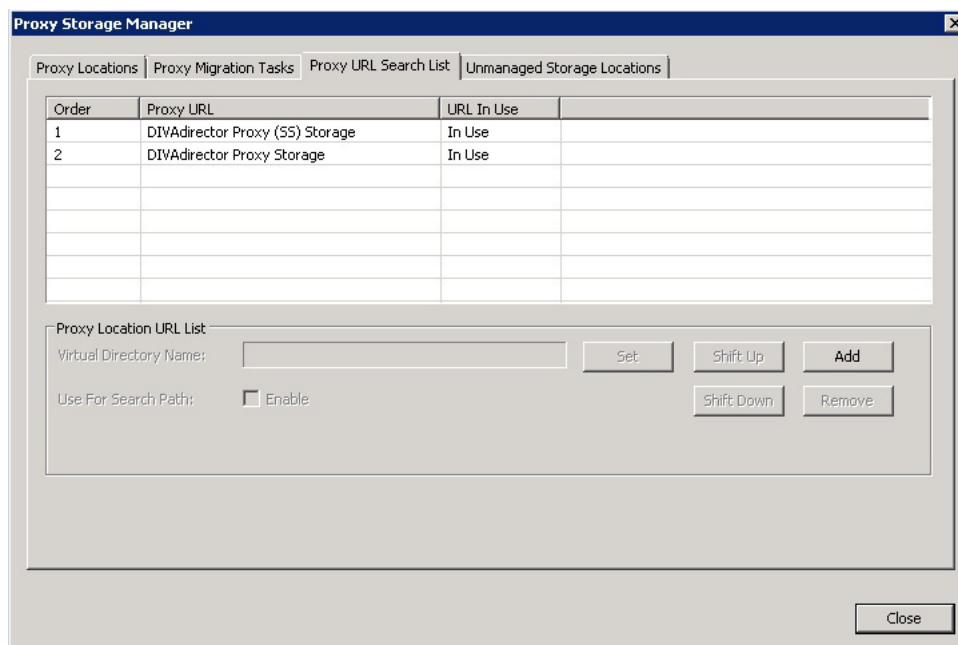 Proxy Storage Manager
Proxy Locations Proxy Migration Tasks Proxy URL Search List Unmanaged Storage Locations
Order Proxy URL URL In Use
1 DIVAdirector Proxy (SS) Storage In Use
2 DIVAdirector Proxy Storage In Use
Proxy Location URL List
Virtual Directory Name: Set Shift Up Add
Use For Search Path: Enable Shift Down Remove
Close